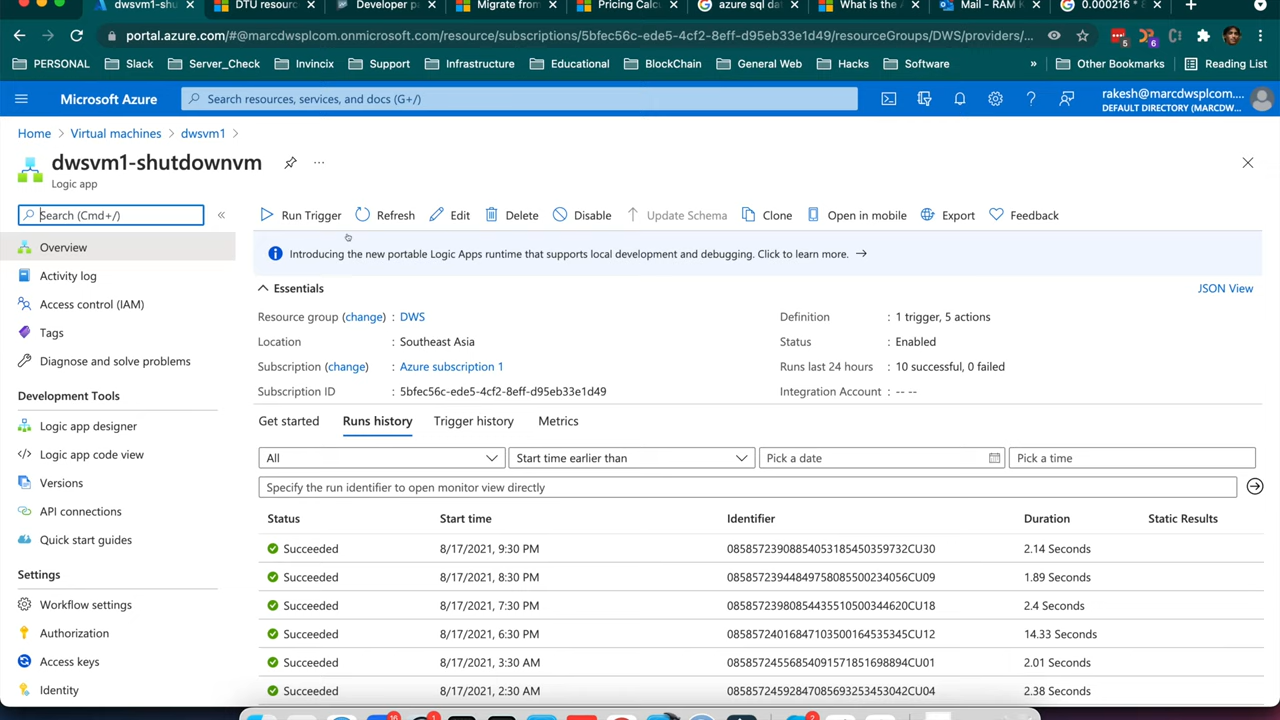 dwsvm1-shu
DTU resour
Developer p
Migrate fron
Pricing Calcu
azure sql dat
What is the A
Mail - RAM K
0.000216 *
portal.azure.com/#@marcdwsplcom.onmicrosoft.com/resource/subscriptions/5bfec56c-ede5-4cf2-8eff-d95eb33e1d49/resourceGroups/DWS/providers/...
5
6
PERSONAL
Slack
Server_Check
Invincix
Support
Infrastructure
Educational
BlockChain
General Web
Hacks
Software
»
Other Bookmarks
Reading List
Microsoft Azure
Search resources, services, and docs (G+/)
rakesh@marcdwsplcom....
DEFAULT DIRECTORY (MARCDW...
Home > Virtual machines > dwsvm1 >
dwsvm1-shutdownvm
...
Logic app
Search (Cmd+/)
«
Run Trigger
Refresh
Edit
Delete
Disable
Update Schema
Clone
Open in mobile
Export
Feedback
Overview
Activity log
Access control (IAM)
Tags
Diagnose and solve problems
Development Tools
Logic app designer
Logic app code view
Versions
API connections
Quick start guides
Settings
Workflow settings
Authorization
Access keys
Identity
Introducing the new portable Logic Apps runtime that supports local development and debugging. Click to learn more. →
Essentials
JSON View
Resource group (change) : DWS
Location : Southeast Asia
Subscription (change) : Azure subscription 1
Subscription ID : 5bfec56c-ede5-4cf2-8eff-d95eb33e1d49
Definition : 1 trigger, 5 actions
Status : Enabled
Runs last 24 hours : 10 successful, 0 failed
Integration Account : -- --
Get started
Runs history
Trigger history
Metrics
All
Start time earlier than
Pick a date
Pick a time
Specify the run identifier to open monitor view directly
Status Start time Identifier Duration Static Results
Succeeded 8/17/2021, 9:30 PM 08585723908854053185450359732CU30 2.14 Seconds
Succeeded 8/17/2021, 8:30 PM 08585723944849758085500234056CU09 1.89 Seconds
Succeeded 8/17/2021, 7:30 PM 08585723980854435510500344620CU18 2.4 Seconds
Succeeded 8/17/2021, 6:30 PM 08585724016847103500164535345CU12 14.33 Seconds
Succeeded 8/17/2021, 3:30 AM 08585724556854091571851698894CU01 2.01 Seconds
Succeeded 8/17/2021, 2:30 AM 08585724592847085693253453042CU04 2.38 Seconds